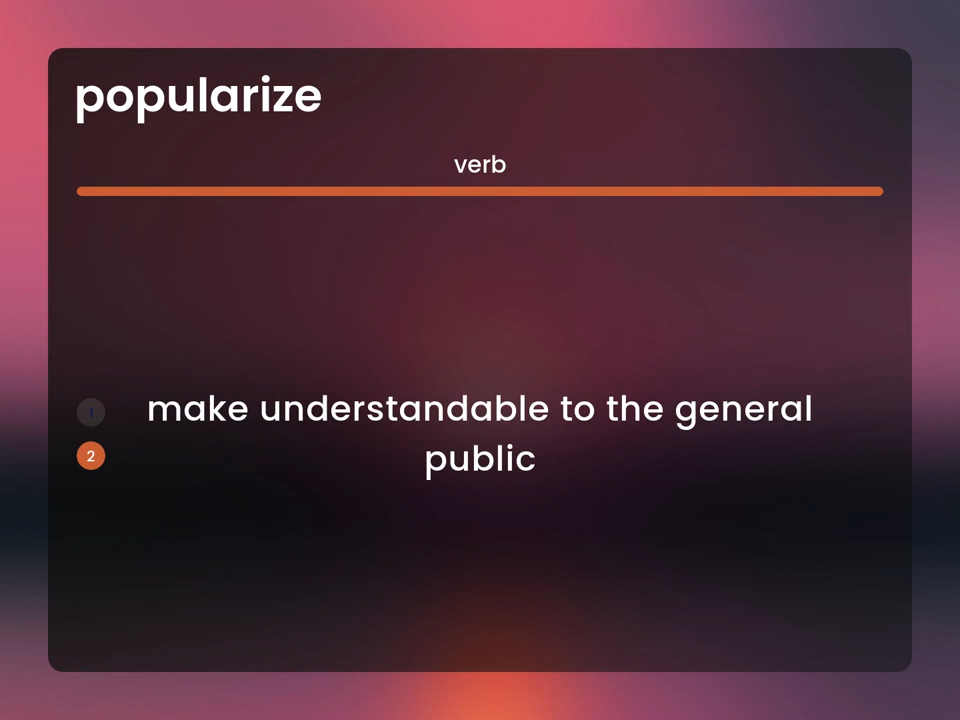 popularize
verb
1
make understandable to the general
public
2